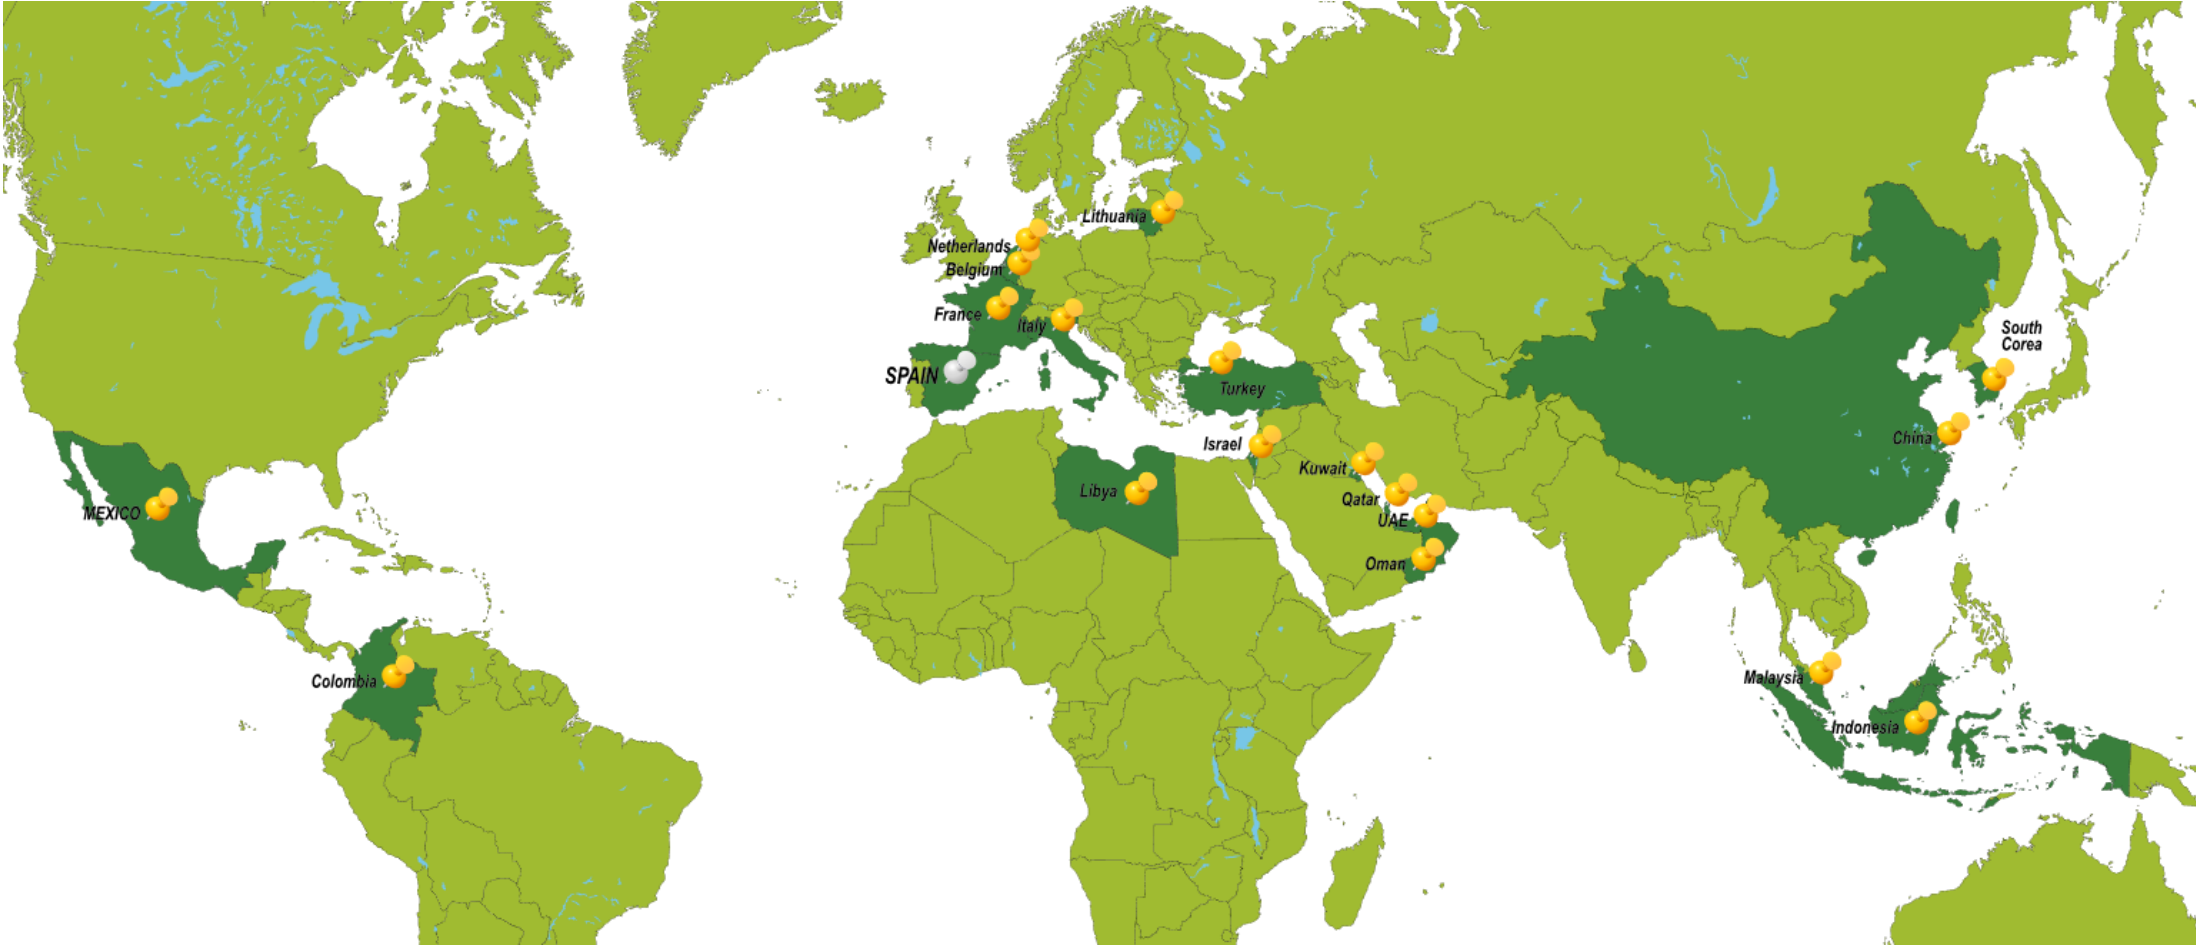 Lithuania
Netherlands
Belgium
France
Italy
SPAIN
Turkey
South
Corea
China
Israel
Kuwait
Libya
Qatar
UAE
Oman
MEXICO
Colombia
Malaysia
Indonesia